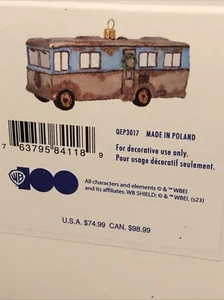 QEP3017 MADE IN POLAND
For decorative use only.
Pour usage décoratif seulement.
7 63795 84118 9
WB 100
All characters and elements © & ™ WBEI
and its affiliates. WB SHIELD: © & ™ WBEI. (s23)
U.S.A. $74.99 CAN. $98.99